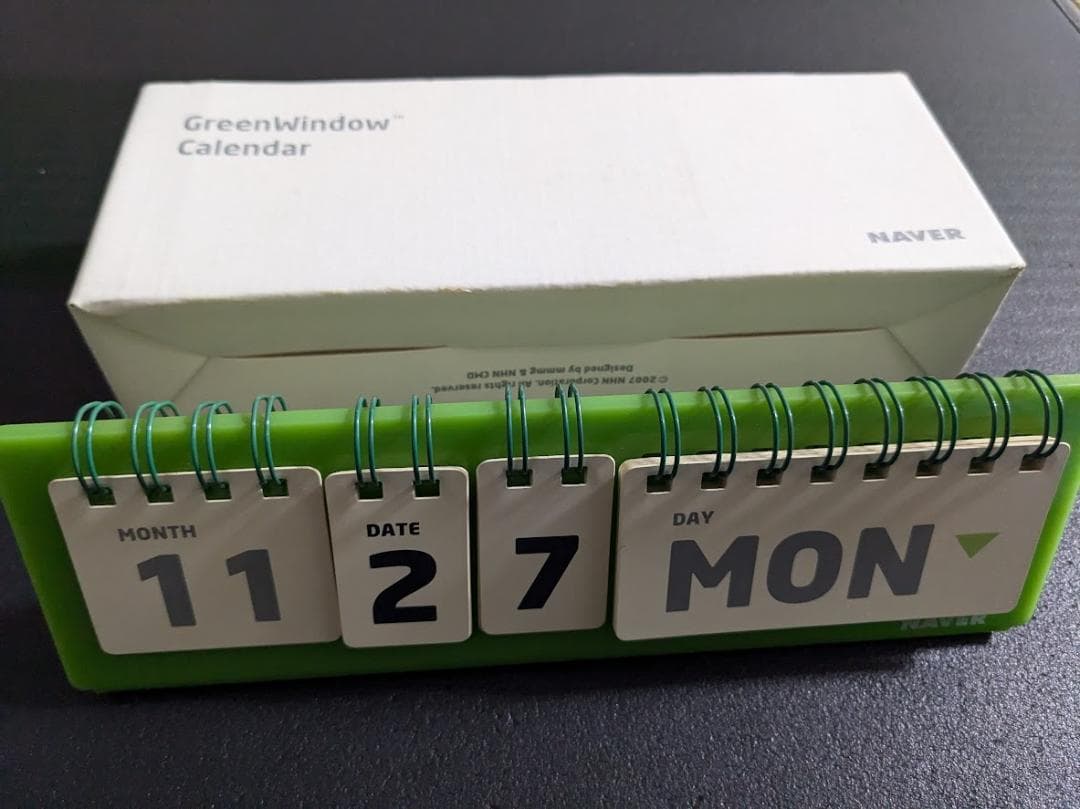 GreenWindow™
Calendar
NAVER
©2007 NHN Corporation. All rights reserved.
Designed by mmmg & NHN CMD
MONTH
11
DATE
2
7
DAY
MON
NAVER